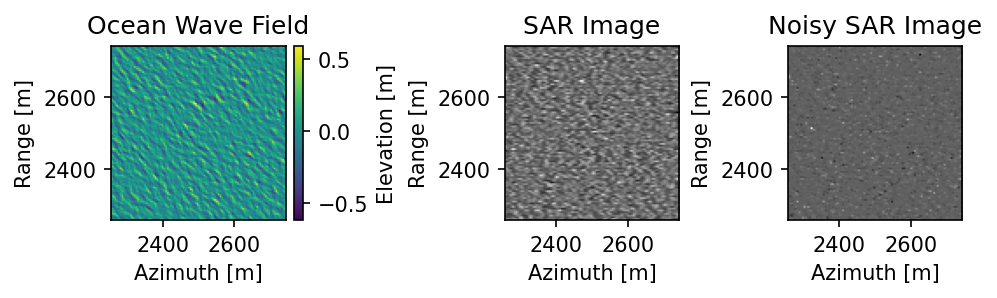 Ocean Wave Field
Range [m]
2600
2400
2400 2600
Azimuth [m]
0.5
0.0
−0.5
Elevation [m]
SAR Image
Range [m]
2600
2400
2400 2600
Azimuth [m]
Noisy SAR Image
Range [m]
2600
2400
2400 2600
Azimuth [m]